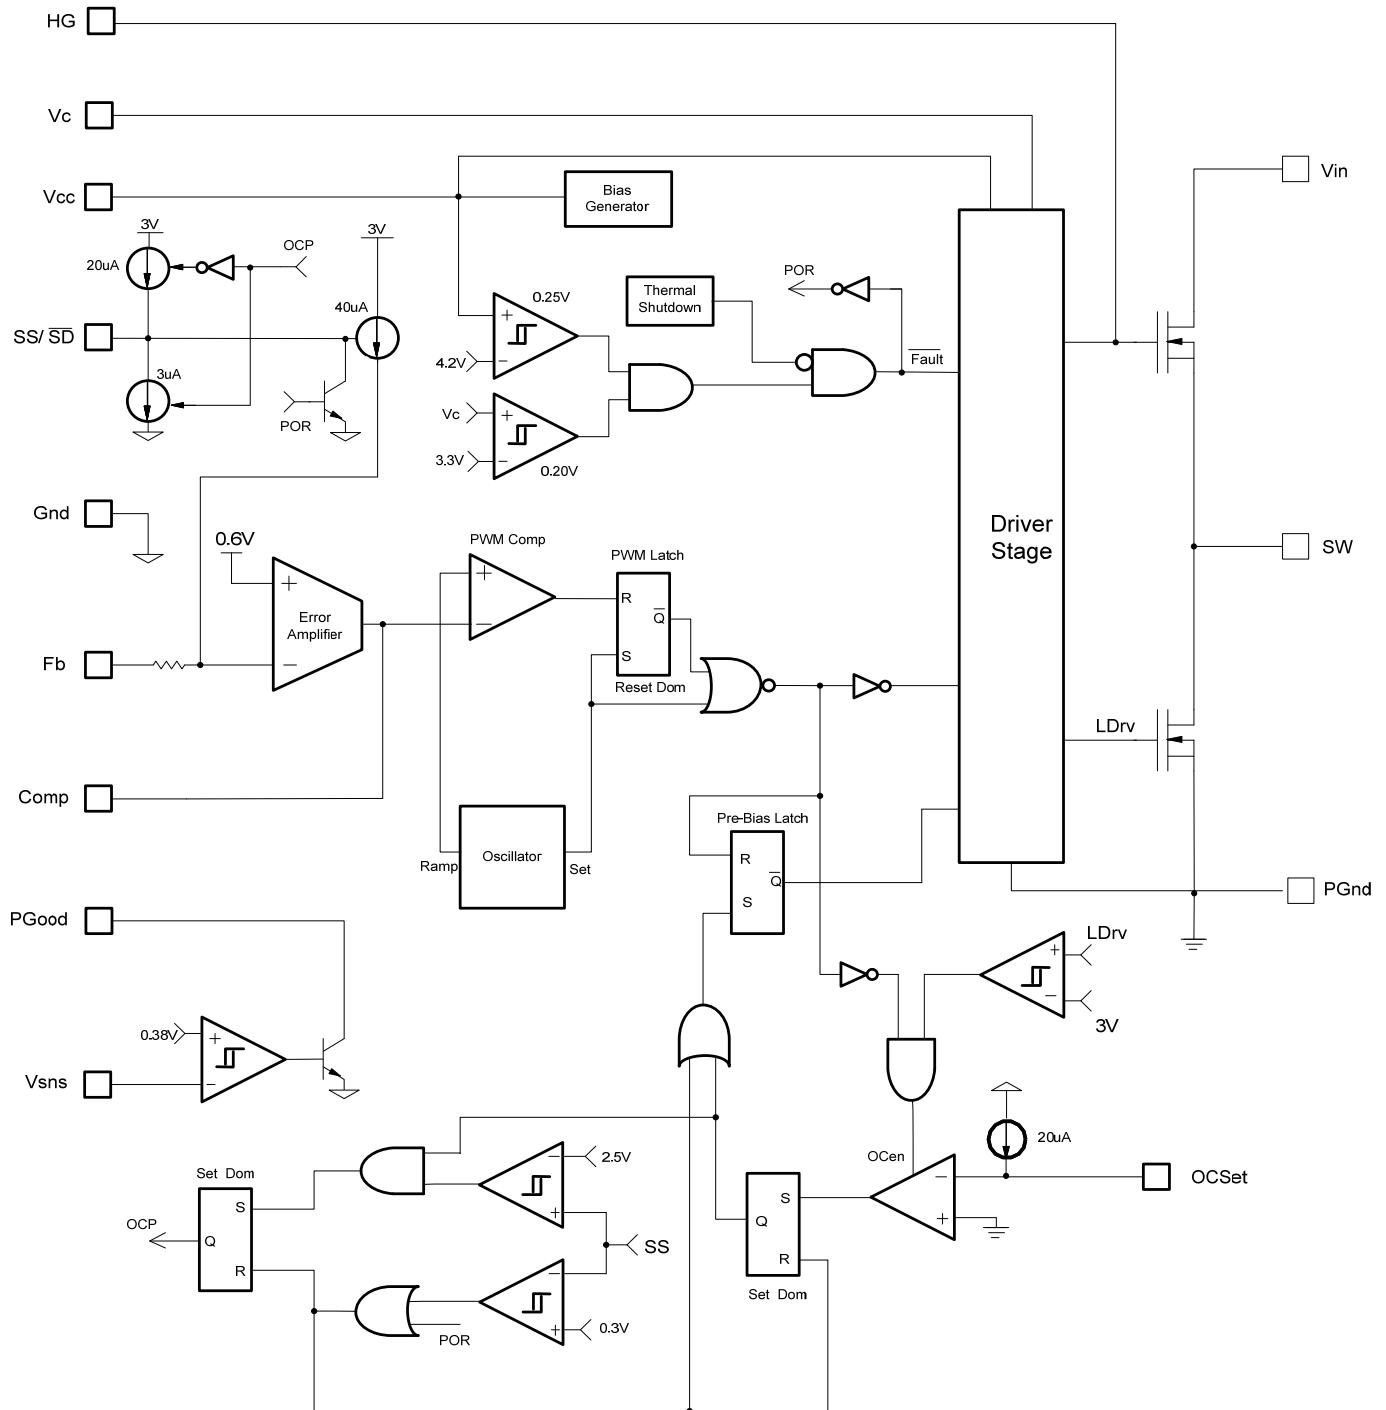 HG
Vc
Vcc
Bias
Generator
Vin
3V
20uA
OCP
3V
40uA
SS/ SD
3uA
POR
0.25V
4.2V
+
−
Thermal
Shutdown
POR
Fault
Vc
3.3V
+
−
0.20V
Gnd
0.6V
+
−
Error
Amplifier
Fb
PWM Comp
+
−
PWM Latch
R
Q
S
Reset Dom
Driver
Stage
SW
LDrv
Comp
Ramp
Oscillator
Set
Pre-Bias Latch
R
Q
S
PGnd
PGood
LDrv
+
−
3V
0.38V
+
−
Vsns
20uA
OCen
−
+
OCSet
Set Dom
S
Q
R
OCP
−
2.5V
+
SS
−
+
0.3V
POR
S
Q
R
Set Dom